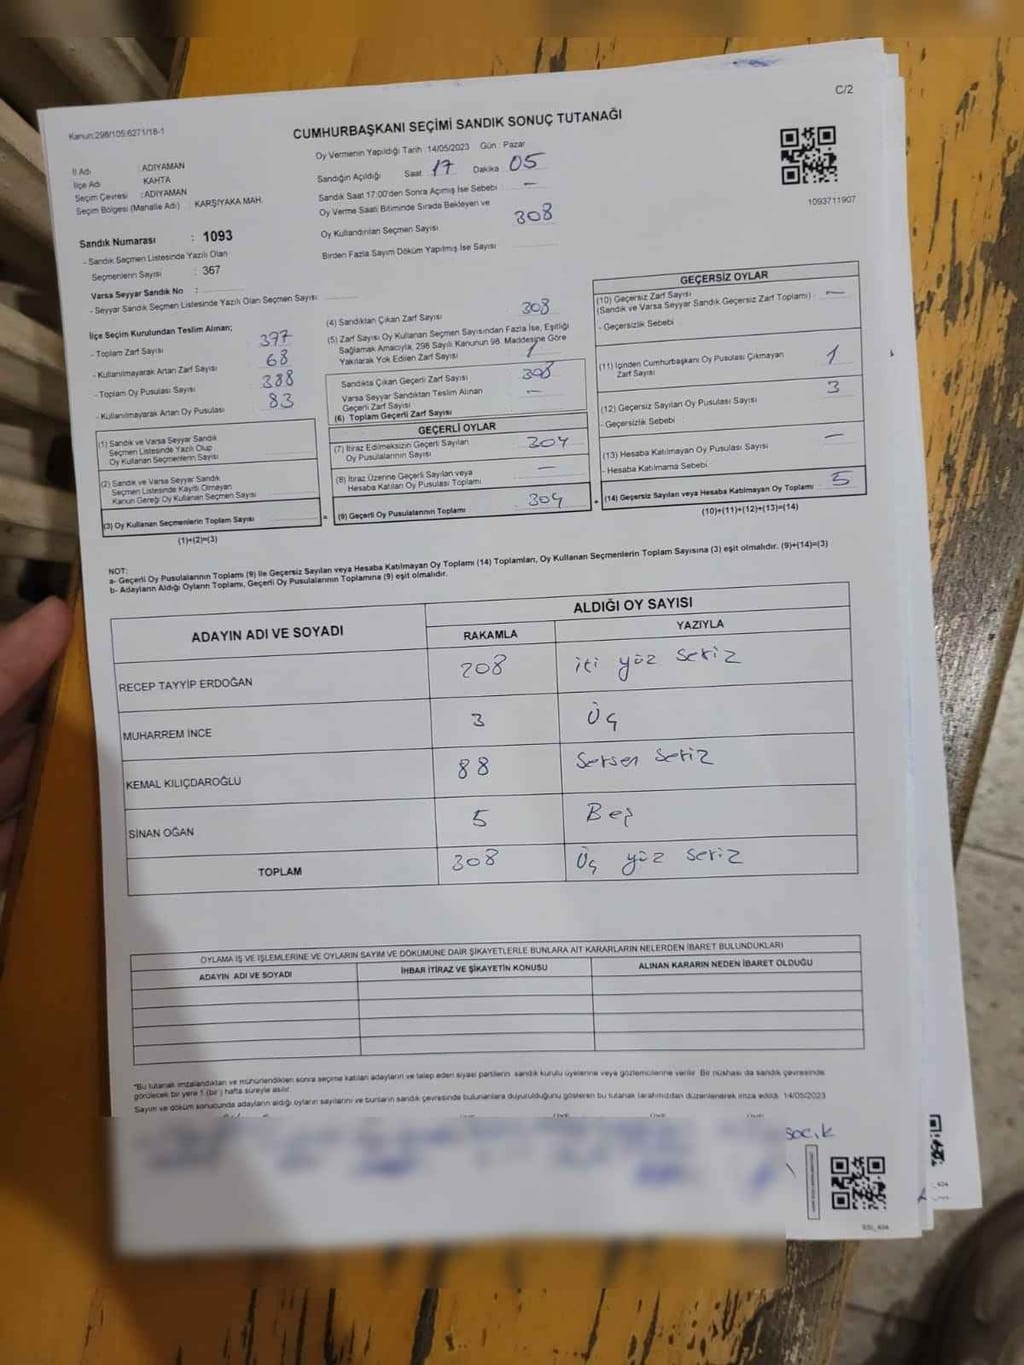 C/2
Kanun:298/105;6271/18-1
CUMHURBAŞKANI SEÇİMİ SANDIK SONUÇ TUTANAĞI
İl Adı : ADIYAMAN
İlçe Adı : KAHTA
Seçim Çevresi : ADIYAMAN
Seçim Bölgesi (Mahalle Adı) : KARŞIYAKA MAH.
Oy Vermenin Yapıldığı Tarih :14/05/2023 Gün : Pazar
Sandığın Açıldığı Saat 17 Dakika 05
Sandık Saat 17:00'den Sonra Açılmış İse Sebebi —
Oy Verme Saati Bitiminde Sırada Bekleyen ve
Oy Kullandırılan Seçmen Sayısı 308
Birden Fazla Sayım Döküm Yapılmış İse Sayısı
1093711907
Sandık Numarası : 1093
- Sandık Seçmen Listesinde Yazılı Olan
Seçmenlerin Sayısı : 367
Varsa Seyyar Sandık No :
- Seyyar Sandık Seçmen Listesinde Yazılı Olan Seçmen Sayısı
İlçe Seçim Kurulundan Teslim Alınan;
- Toplam Zarf Sayısı 377
- Kullanılmayarak Artan Zarf Sayısı 68
- Toplam Oy Pusulası Sayısı 388
- Kullanılmayarak Artan Oy Pusulası 83
(1) Sandık ve Varsa Seyyar Sandık
Seçmen Listesinde Yazılı Olup
Oy Kullanan Seçmenlerin Sayısı
(2) Sandık ve Varsa Seyyar Sandık
Seçmen Listesinde Kayıtlı Olmayan
Kanun Gereği Oy Kullanan Seçmen Sayısı
(3) Oy Kullanan Seçmenlerin Toplam Sayısı
(1)+(2)=(3)
=
(4) Sandıktan Çıkan Zarf Sayısı 308
(5) Zarf Sayısı Oy Kullanan Seçmen Sayısından Fazla İse, Eşitliği
Sağlamak Amacıyla, 298 Sayılı Kanunun 98. Maddesine Göre
Yakılarak Yok Edilen Zarf Sayısı
Sandıkta Çıkan Geçerli Zarf Sayısı 308
Varsa Seyyar Sandıktan Teslim Alınan
Geçerli Zarf Sayısı —
(6) Toplam Geçerli Zarf Sayısı
GEÇERLİ OYLAR
(7) İtiraz Edilmeksizin Geçerli Sayılan
Oy Pusulalarının Sayısı 304
(8) İtiraz Üzerine Geçerli Sayılan veya
Hesaba Katılan Oy Pusulası Toplamı —
(9) Geçerli Oy Pusulalarının Toplamı 304
+
GEÇERSİZ OYLAR
(10) Geçersiz Zarf Sayısı
(Sandık ve Varsa Seyyar Sandık Geçersiz Zarf Toplamı) —
- Geçersizlik Sebebi :
(11) İçinden Cumhurbaşkanı Oy Pusulası Çıkmayan
Zarf Sayısı 1
(12) Geçersiz Sayılan Oy Pusulası Sayısı 3
- Geçersizlik Sebebi :
(13) Hesaba Katılmayan Oy Pusulası Sayısı —
- Hesaba Katılmama Sebebi :
(14) Geçersiz Sayılan veya Hesaba Katılmayan Oy Toplamı 5
(10)+(11)+(12)+(13)=(14)
NOT:
a- Geçerli Oy Pusulalarının Toplamı (9) ile Geçersiz Sayılan veya Hesaba Katılmayan Oy Toplamı (14) Toplamları, Oy Kullanan Seçmenlerin Toplam Sayısına (3) eşit olmalıdır. (9)+(14)=(3)
b- Adayların Aldığı Oyların Toplamı, Geçerli Oy Pusulalarının Toplamına (9) eşit olmalıdır.
ADAYIN ADI VE SOYADI
ALDIĞI OY SAYISI
RAKAMLA YAZIYLA
RECEP TAYYİP ERDOĞAN 208 iki yüz sekiz
MUHARREM İNCE 3 Üç
KEMAL KILIÇDAROĞLU 88 Seksen Sekiz
SİNAN OĞAN 5 Beş
TOPLAM 308 Üç yüz sekiz
OYLAMA İŞ VE İŞLEMLERİNE VE OYLARIN SAYIM VE DÖKÜMÜNE DAİR ŞİKAYETLERLE BUNLARA AİT KARARLARIN NELERDEN İBARET BULUNDUKLARI
ADAYIN ADI VE SOYADI İHBAR İTİRAZ VE ŞİKAYETİN KONUSU ALINAN KARARIN NEDEN İBARET OLDUĞU
*Bu tutanak imzalandıktan ve mühürlendikten sonra seçime katılan adayların ve talep eden siyasi partilerin sandık kurulu üyelerine veya gözlemcilerine verilir. Bir nüshası da sandık çevresinde
görülecek bir yere 1 (bir) hafta süreyle asılır.
Sayım ve döküm sonucunda adayların aldığı oyların sayılarını ve bunların sandık çevresinde bulunanlara duyurulduğunu gösteren bu tutanak tarafımızdan düzenlenerek imza edildi. 14/05/2023